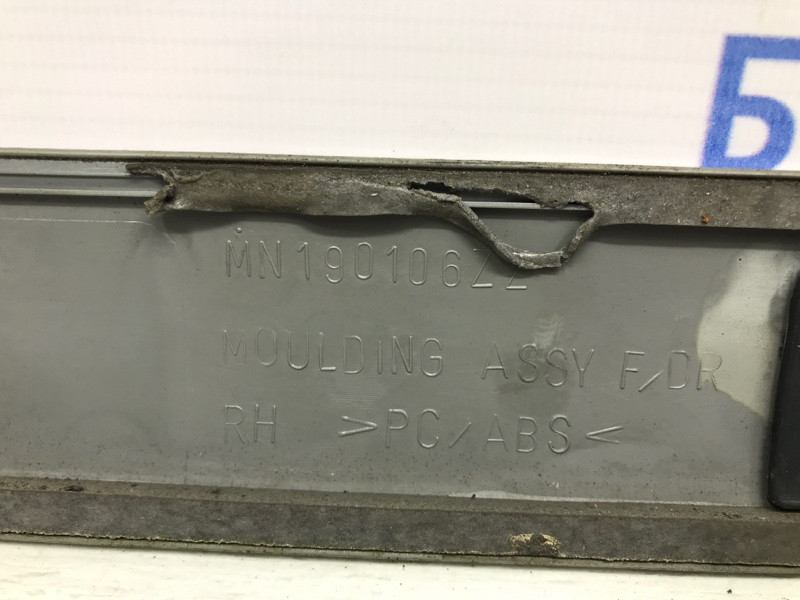 Б
MN190106ZZ
MOULDING ASSY F/DR
RH >PC/ABS<